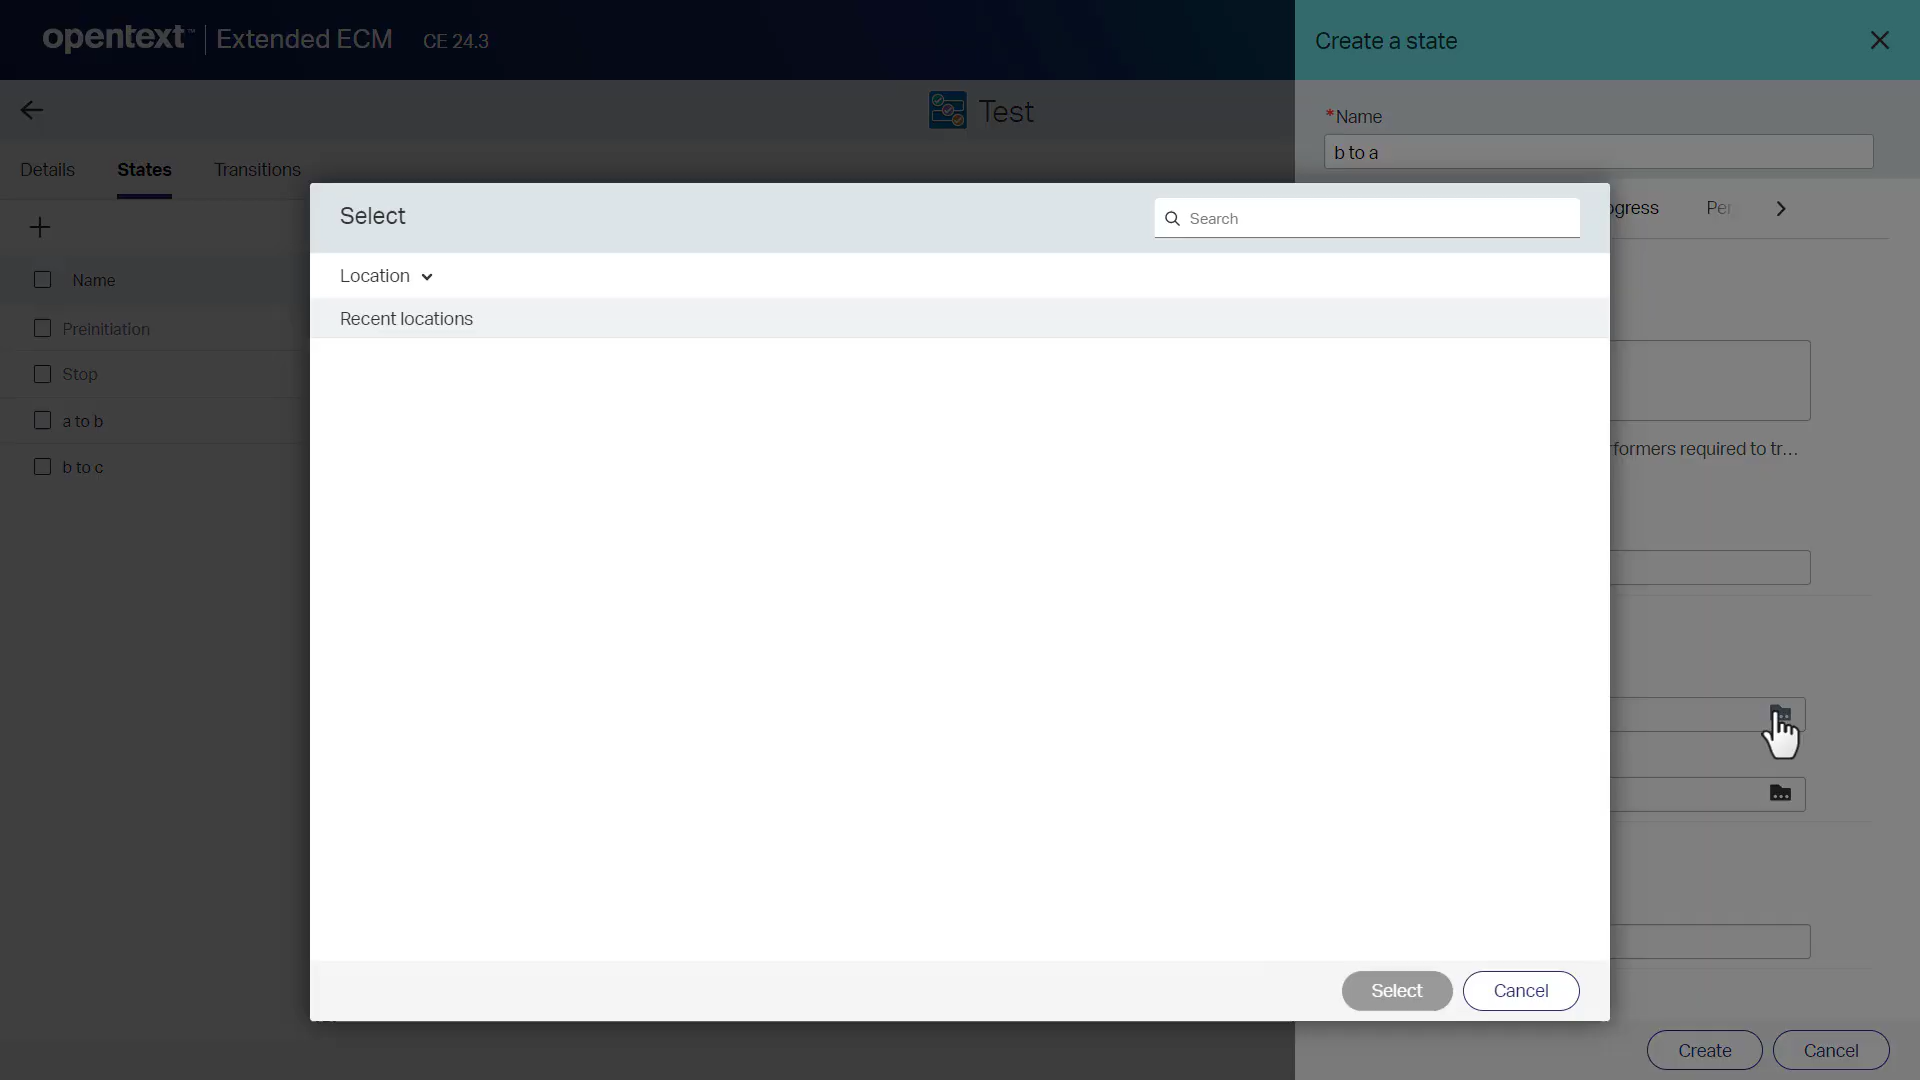 opentext™ Extended ECM CE 24.3
Create a state
Test
*Name
b to a
Details States Transitions
ogress Per
Select
Search
Location
Recent locations
Name
Preinitiation
Stop
a to b
b to c
formers required to tr...
Select Cancel
Create Cancel